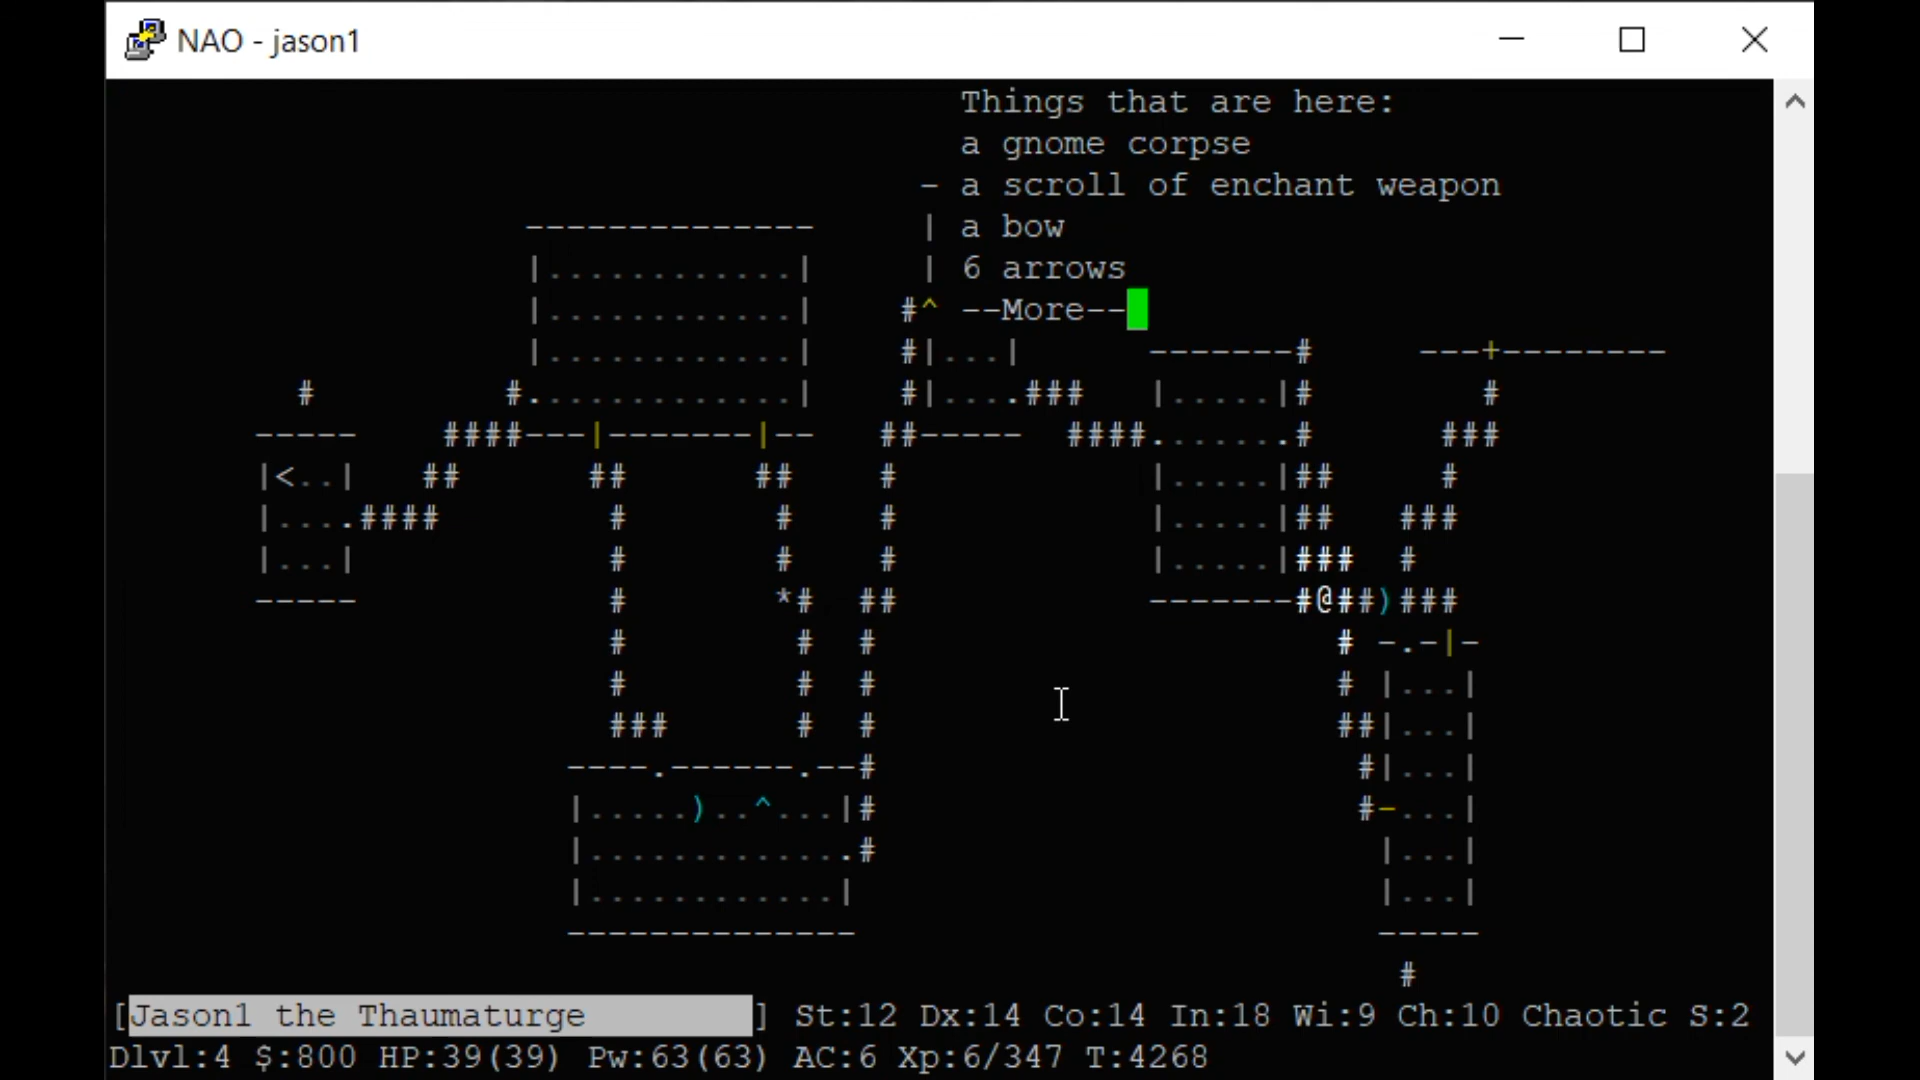 NAO - jason1
Things that are here:
a gnome corpse
- a scroll of enchant weapon
-------------- | a bow
|............| | 6 arrows
|............| #^ --More--
|............| #|...| -------# ---+--------
# #.............| #|....### |.....|# #
----- ####---|-------|-- ##----- ####.......# ###
|<..| ## ## ## # |.....|## #
|....#### # # # |.....|## ###
|...| # # # |.....|### #
----- # *# ## -------#@##)###
# # # # -.-|-
# # # # |...|
### # # ##|...|
----.------.--# #|...|
|.....)..^...|# #-...|
|.............# |...|
|............| |...|
-------------- -----
#
[Jason1 the Thaumaturge ] St:12 Dx:14 Co:14 In:18 Wi:9 Ch:10 Chaotic S:2
Dlvl:4 $:800 HP:39(39) Pw:63(63) AC:6 Xp:6/347 T:4268